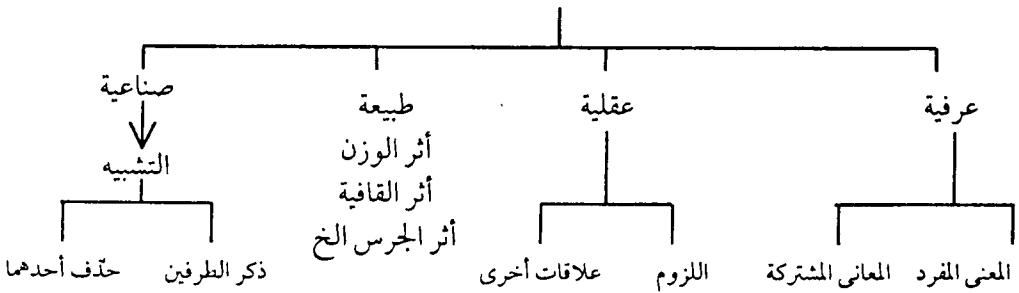 عرفية
عقلية
طبيعة
صناعية
أثر الوزن
أثر القافية
أثر الجرس الخ
التشبيه
المعنى المفرد
المعانى المشتركة
اللزوم
علاقات أخرى
ذكر الطرفين
حذف أحدهما